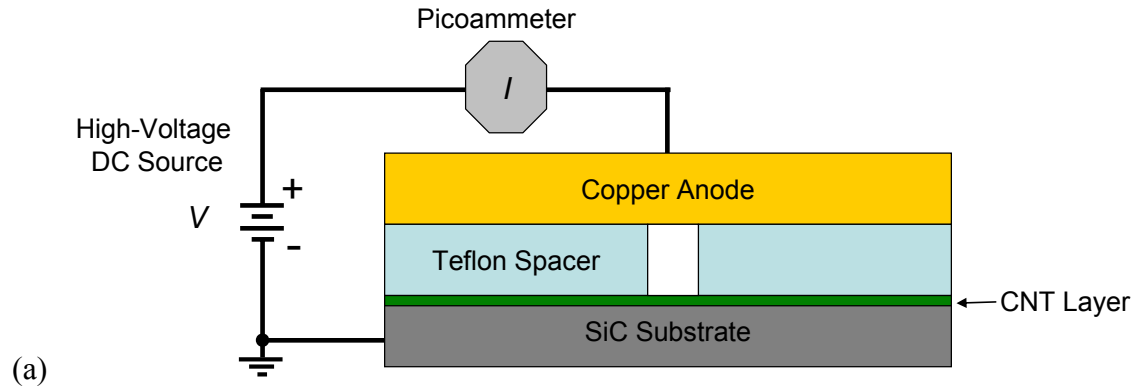 Picoammeter
I
High-Voltage
DC Source
+
V
-
Copper Anode
Teflon Spacer
CNT Layer
SiC Substrate
(a)